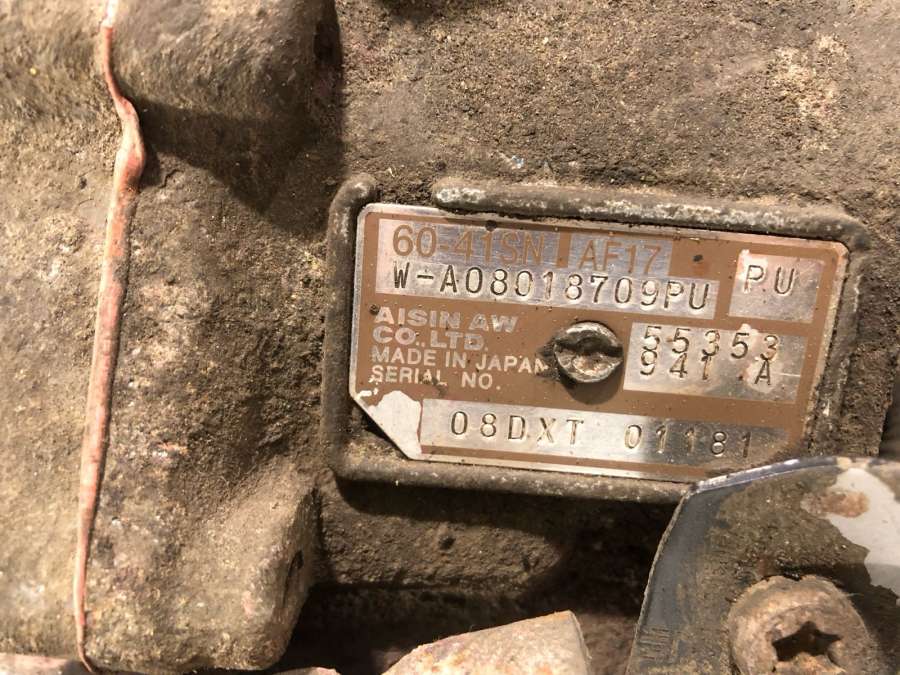 60-41SN AF17
W-A08018709PU PU
AISIN AW
CO.,LTD.
MADE IN JAPAN
SERIAL NO.
55353
941 A
08DXT 01181